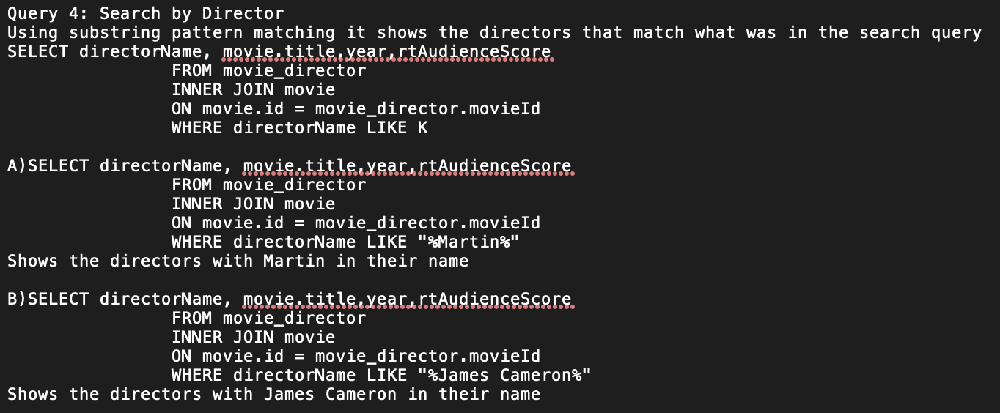 Query 4: Search by Director
Using substring pattern matching it shows the directors that match what was in the search query
SELECT directorName, movie.title,year,rtAudienceScore
FROM movie_director
INNER JOIN movie
ON movie.id = movie_director.movieId
WHERE directorName LIKE K
A)SELECT directorName, movie.title,year,rtAudienceScore
FROM movie_director
INNER JOIN movie
ON movie.id = movie_director.movieId
WHERE directorName LIKE "%Martin%"
Shows the directors with Martin in their name
B)SELECT directorName, movie.title,year,rtAudienceScore
FROM movie_director
INNER JOIN movie
ON movie.id = movie_director.movieId
WHERE directorName LIKE "%James Cameron%"
Shows the directors with James Cameron in their name